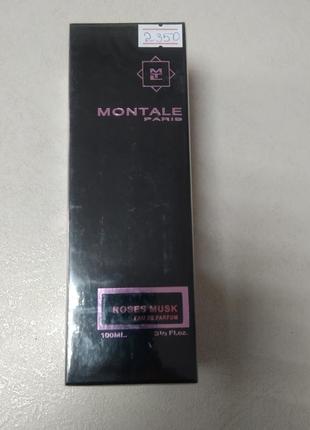 2350
MONTALE
PARIS
ROSES MUSK
EAU DE PARFUM
100ML.. 3⅓ Fl.oz.